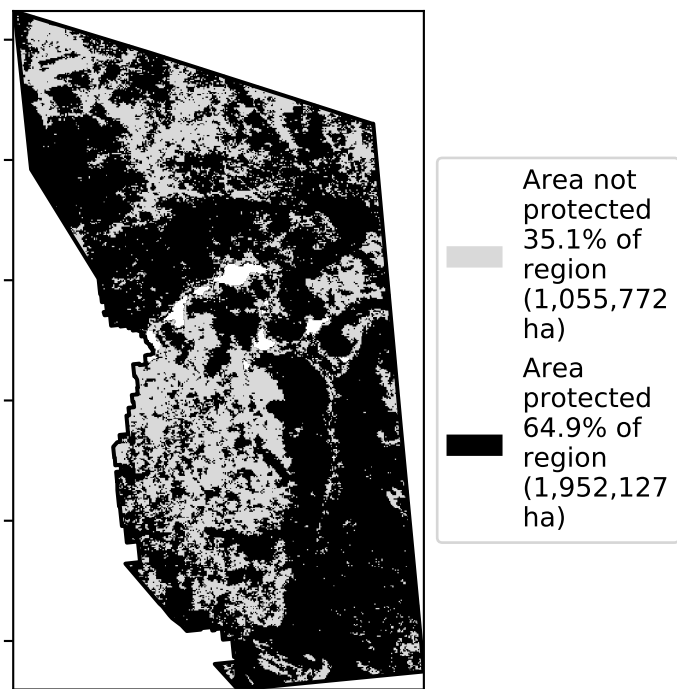 Area not
protected
35.1% of
region
(1,055,772
ha)
Area
protected
64.9% of
region
(1,952,127
ha)